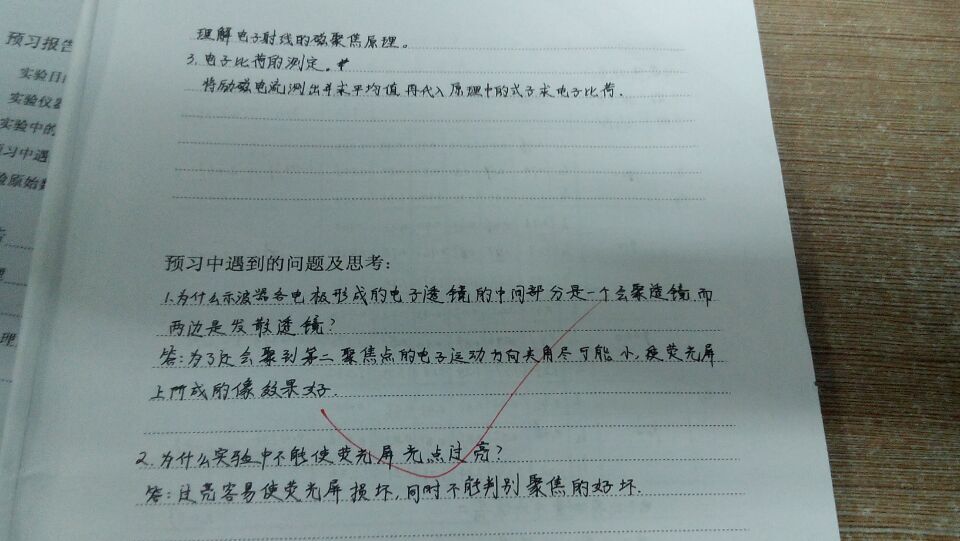 预习报告
实验目的
实验仪器
实验中的
预习中遇
验原始数
理
理解电子射线的磁聚焦原理。
3.电子比荷的测定。
将励磁电流测出并求平均值,再代入原理中的式子求电子比荷.
预习中遇到的问题及思考:
1.为什么示波器各电极形成的电子透镜的中间部分是一个会聚透镜而
两边是发散透镜?
答:为了使会聚到第二聚焦点的电子运动方向夹角尽可能小,使荧光屏
上所成的像效果好.
2.为什么实验中不能使荧光屏光点过亮?
答:过亮容易使荧光屏损坏,同时不能判别聚焦的好坏.